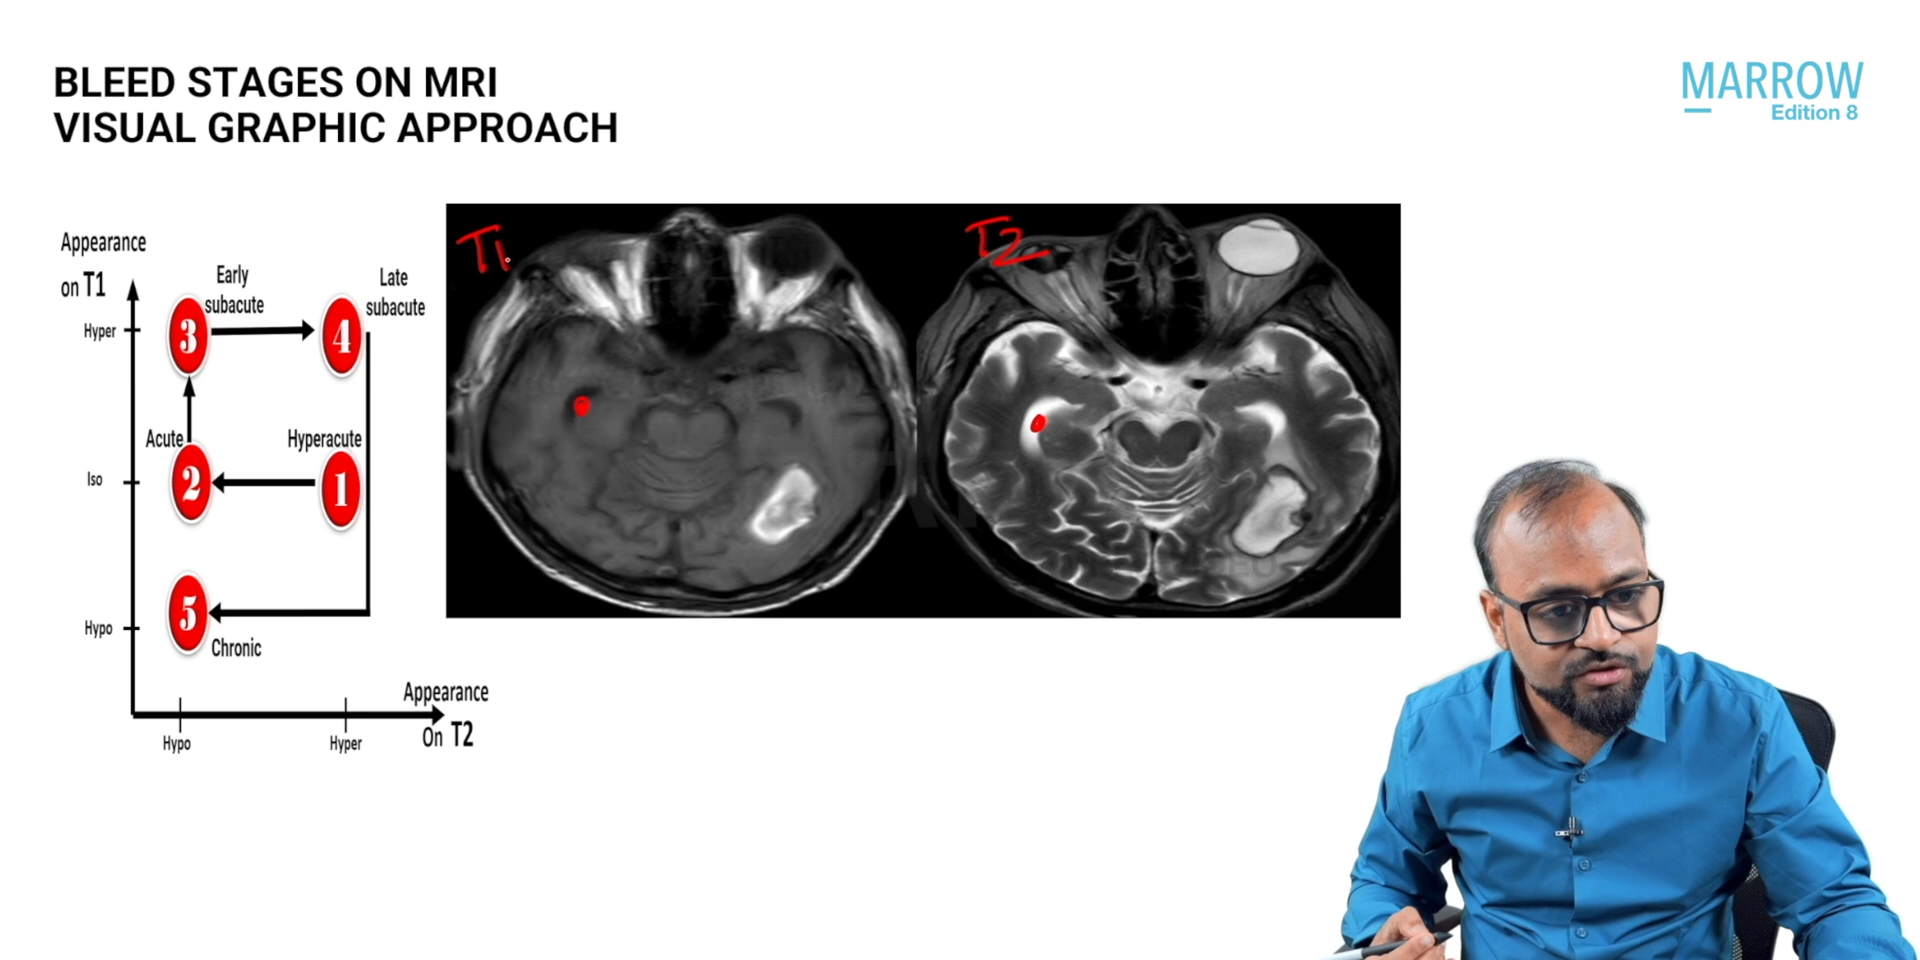 BLEED STAGES ON MRI
VISUAL GRAPHIC APPROACH
MARROW
Edition 8
Appearance
on T1
Early
subacute
Late
subacute
Hyper
3
4
Acute
Hyperacute
Iso
2
1
Hypo
5
Chronic
Appearance
On T2
Hypo
Hyper
T1
T2